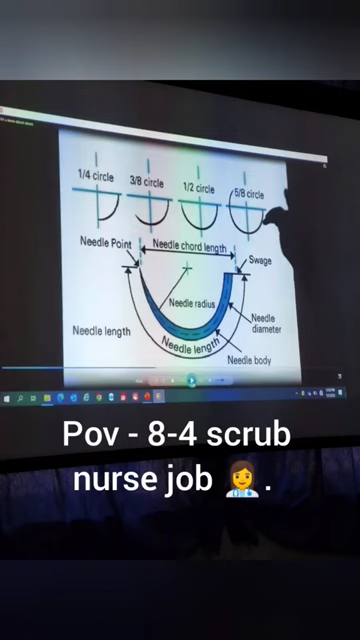 1/4 circle
3/8 circle
1/2 circle
5/8 circle
Needle Point
Needle chord length
Swage
Needle radius
Needle length
Needle length
Needle diameter
Needle body
Pov - 8-4 scrub
nurse job 👩‍⚕️.